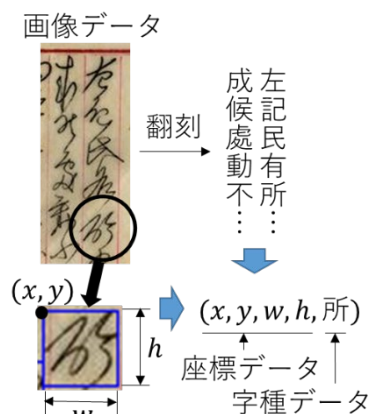 画像データ
左記民有所…
成候處動不…
翻刻
(x, y)
h
w
(x, y, w, h, 所)
座標データ
字種データ